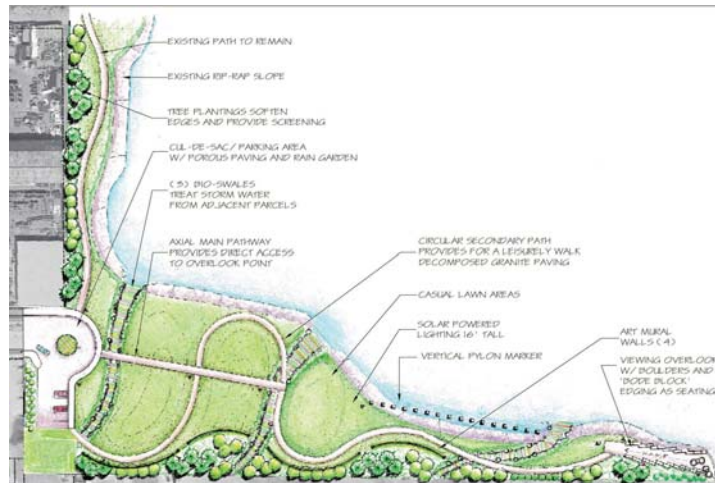 EXISTING PATH TO REMAIN
EXISTING RIP-RAP SLOPE
TREE PLANTINGS SOFTEN
EDGES AND PROVIDE SCREENING
CUL-DE-SAC/ PARKING AREA
W/ POROUS PAVING AND RAIN GARDEN
(3) BIO-SWALES
TREAT STORM WATER
FROM ADJACENT PARCELS
AXIAL MAIN PATHWAY
PROVIDES DIRECT ACCESS
TO OVERLOOK POINT
CIRCULAR SECONDARY PATH
PROVIDES FOR A LEISURELY WALK
DECOMPOSED GRANITE PAVING
CASUAL LAWN AREAS
SOLAR POWERED
LIGHTING 16' TALL
VERTICAL PYLON MARKER
ART MURAL
WALLS (4)
VIEWING OVERLOOK
W/ BOULDERS AND
'BODE BLOCK'
EDGING AS SEATING